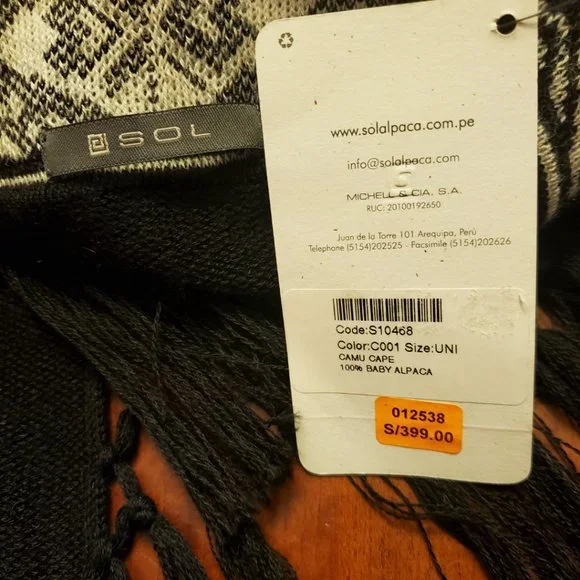 SOL
www.solalpaca.com.pe
info@solalpaca.com
MICHELL & CIA. S.A.
RUC: 20100192650
Juan de la Torre 101 Arequipa, Perú
Telephone (5154)202525 - Facsimile (5154)202626
Code:S10468
Color:C001 Size:UNI
CAMU CAPE
100% BABY ALPACA
012538
S/399.00